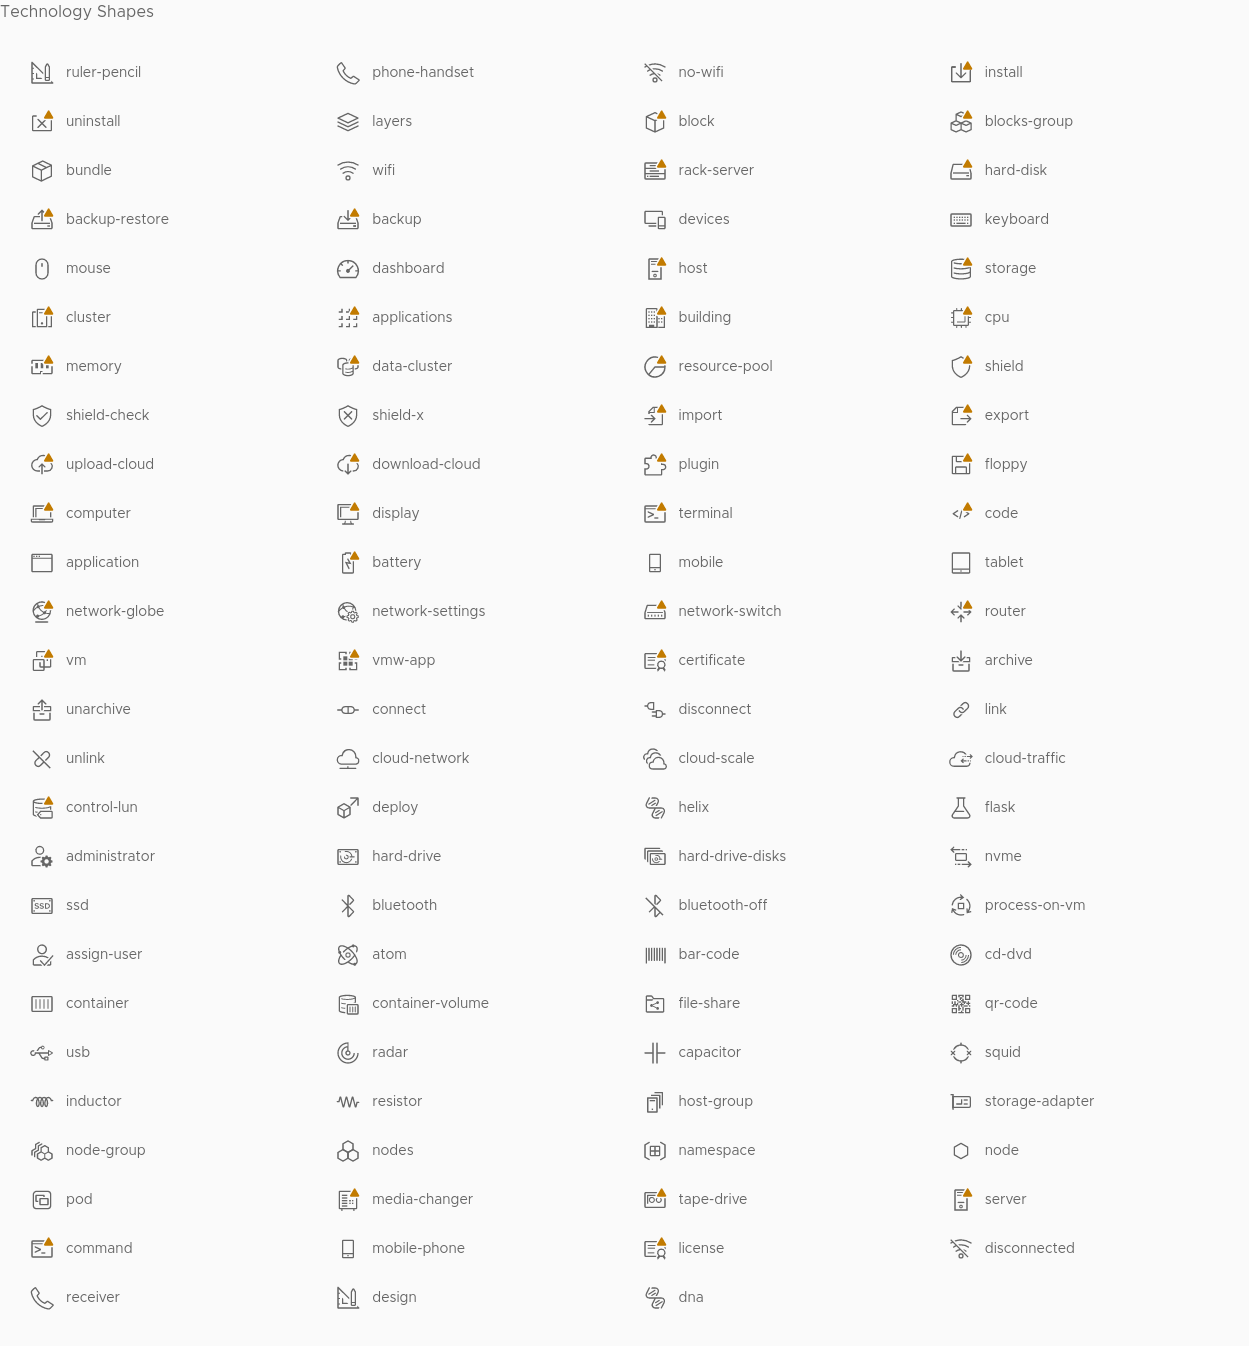 Technology Shapes
ruler-pencil phone-handset no-wifi install
uninstall layers block blocks-group
bundle wifi rack-server hard-disk
backup-restore backup devices keyboard
mouse dashboard host storage
cluster applications building cpu
memory data-cluster resource-pool shield
shield-check shield-x import export
upload-cloud download-cloud plugin floppy
computer display terminal code
application battery mobile tablet
network-globe network-settings network-switch router
vm vmw-app certificate archive
unarchive connect disconnect link
unlink cloud-network cloud-scale cloud-traffic
control-lun deploy helix flask
administrator hard-drive hard-drive-disks nvme
SSD ssd bluetooth bluetooth-off process-on-vm
assign-user atom bar-code cd-dvd
container container-volume file-share qr-code
usb radar capacitor squid
inductor resistor host-group storage-adapter
node-group nodes namespace node
pod media-changer tape-drive server
command mobile-phone license disconnected
receiver design dna